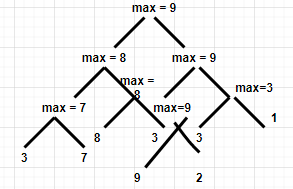 max = 9
max = 8
max = 9
max =
8
max=3
max = 7
max=9
8
3
3
1
3
7
9
2